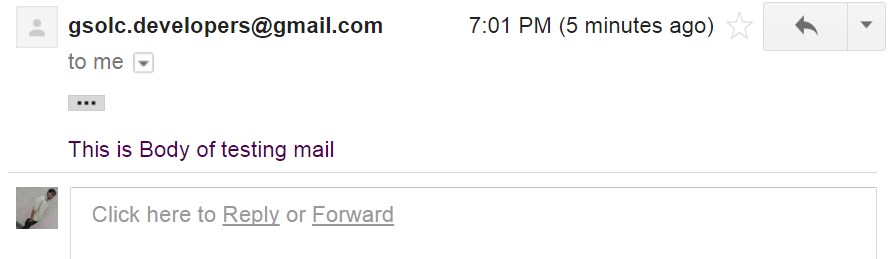 gsolc.developers@gmail.com 7:01 PM (5 minutes ago)
to me
This is Body of testing mail
Click here to Reply or Forward